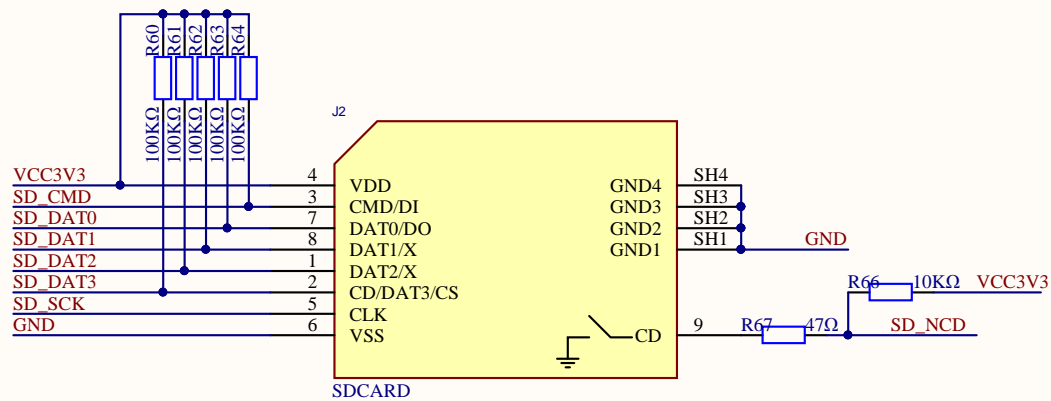 R60
R61
R62
R63
R64
100KΩ
100KΩ
100KΩ
100KΩ
100KΩ
J2
VCC3V3 4 VDD GND4 SH4
SD_CMD 3 CMD/DI GND3 SH3
SD_DAT0 7 DAT0/DO GND2 SH2
SD_DAT1 8 DAT1/X GND1 SH1 GND
SD_DAT2 1 DAT2/X
SD_DAT3 2 CD/DAT3/CS R66 10KΩ VCC3V3
SD_SCK 5 CLK
GND 6 VSS CD 9 R67 47Ω SD_NCD
SDCARD